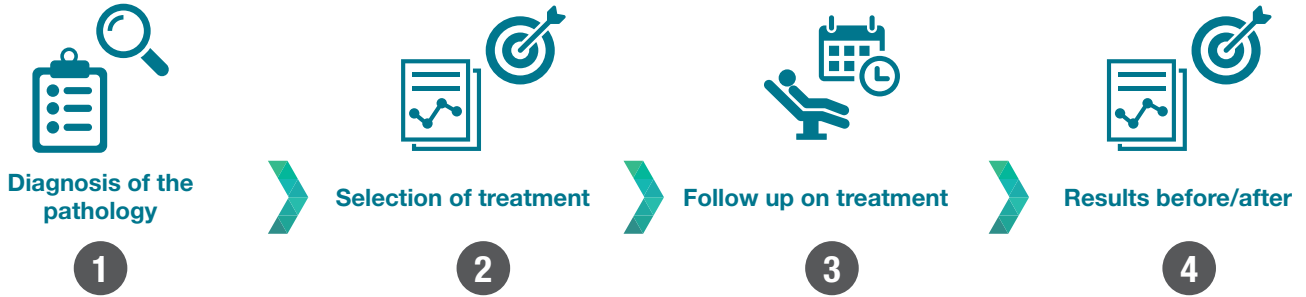 Diagnosis of the
pathology
1
Selection of treatment
2
Follow up on treatment
3
Results before/after
4